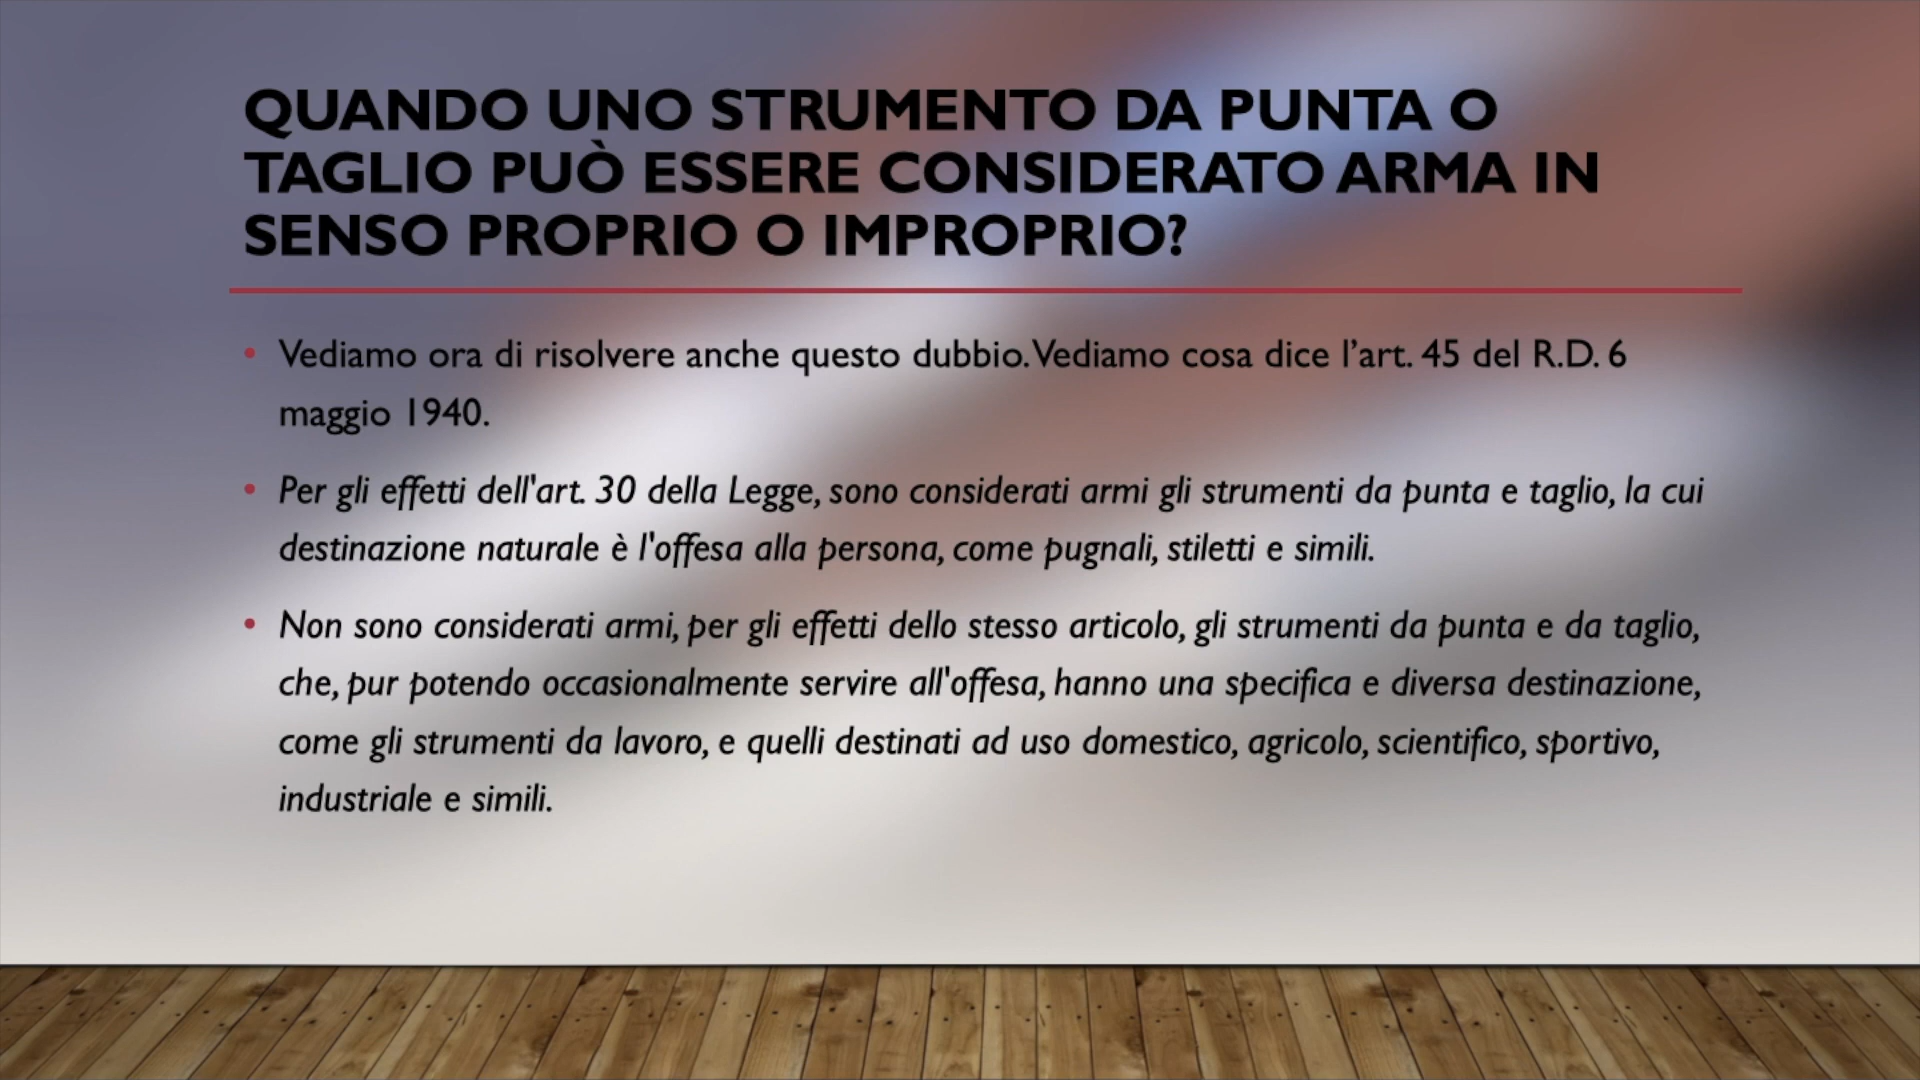 QUANDO UNO STRUMENTO DA PUNTA O
TAGLIO PUÒ ESSERE CONSIDERATO ARMA IN
SENSO PROPRIO O IMPROPRIO?
• Vediamo ora di risolvere anche questo dubbio. Vediamo cosa dice l’art. 45 del R.D. 6
maggio 1940.
• Per gli effetti dell'art. 30 della Legge, sono considerati armi gli strumenti da punta e taglio, la cui
destinazione naturale è l'offesa alla persona, come pugnali, stiletti e simili.
• Non sono considerati armi, per gli effetti dello stesso articolo, gli strumenti da punta e da taglio,
che, pur potendo occasionalmente servire all'offesa, hanno una specifica e diversa destinazione,
come gli strumenti da lavoro, e quelli destinati ad uso domestico, agricolo, scientifico, sportivo,
industriale e simili.